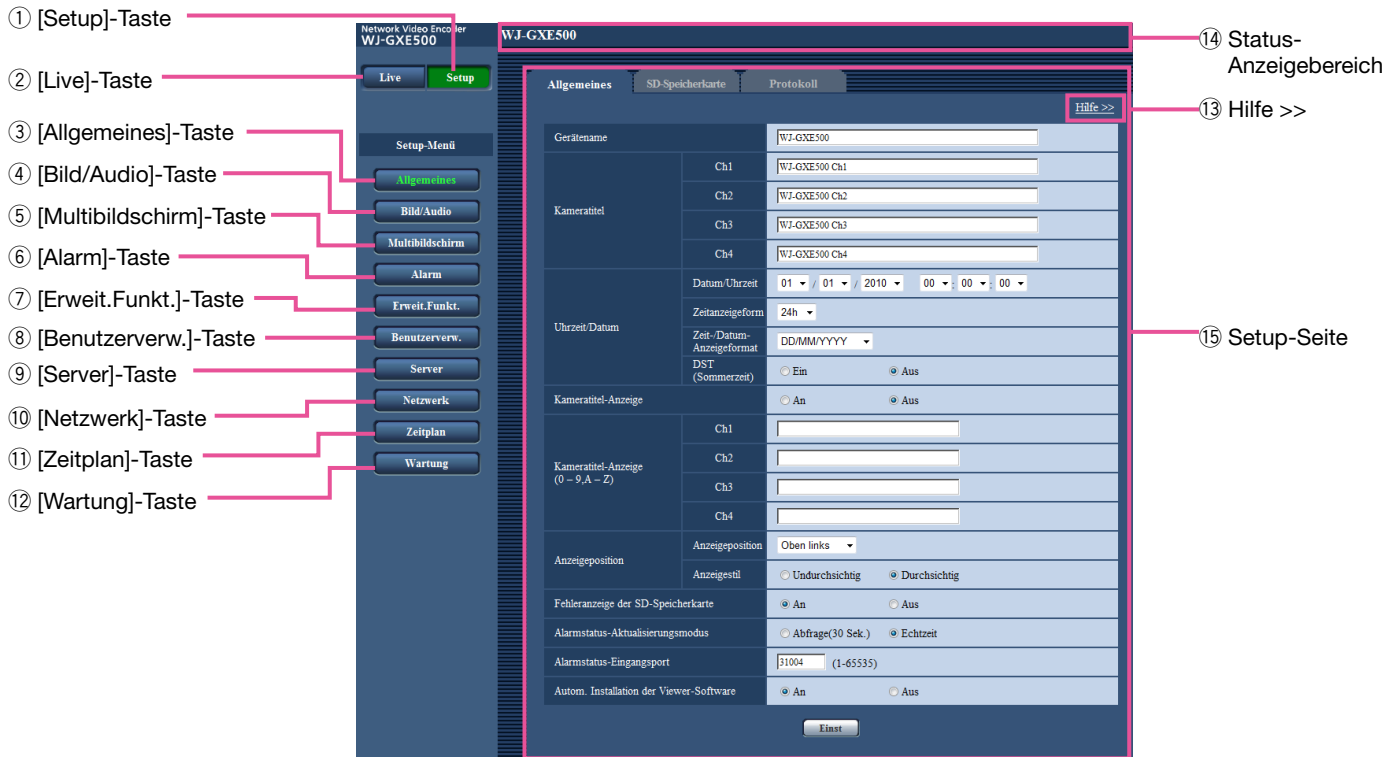 ① [Setup]-Taste
② [Live]-Taste
③ [Allgemeines]-Taste
④ [Bild/Audio]-Taste
⑤ [Multibildschirm]-Taste
⑥ [Alarm]-Taste
⑦ [Erweit.Funkt.]-Taste
⑧ [Benutzerverw.]-Taste
⑨ [Server]-Taste
⑩ [Netzwerk]-Taste
⑪ [Zeitplan]-Taste
⑫ [Wartung]-Taste
Network Video Encoder
WJ-GXE500
Live Setup
Setup-Menü
Allgemeines
Bild/Audio
Multibildschirm
Alarm
Erweit.Funkt.
Benutzerverw.
Server
Netzwerk
Zeitplan
Wartung
WJ-GXE500
Allgemeines SD-Speicherkarte Protokoll
Hilfe >>
Gerätename WJ-GXE500
Kameratitel
Ch1 WJ-GXE500 Ch1
Ch2 WJ-GXE500 Ch2
Ch3 WJ-GXE500 Ch3
Ch4 WJ-GXE500 Ch4
Uhrzeit/Datum
Datum/Uhrzeit 01 / 01 / 2010 00 : 00 : 00
Zeitanzeigeform 24h
Zeit-/Datum-
Anzeigeformat DD/MM/YYYY
DST
(Sommerzeit) Ein Aus
Kameratitel-Anzeige An Aus
Kameratitel-Anzeige
(0 – 9,A – Z)
Ch1
Ch2
Ch3
Ch4
Anzeigeposition
Anzeigeposition Oben links
Anzeigestil Undurchsichtig Durchsichtig
Fehleranzeige der SD-Speicherkarte An Aus
Alarmstatus-Aktualisierungsmodus Abfrage(30 Sek.) Echtzeit
Alarmstatus-Eingangsport 31004 (1-65535)
Autom. Installation der Viewer-Software An Aus
Einst
⑭ Status-
Anzeigebereich
⑬ Hilfe >>
⑮ Setup-Seite